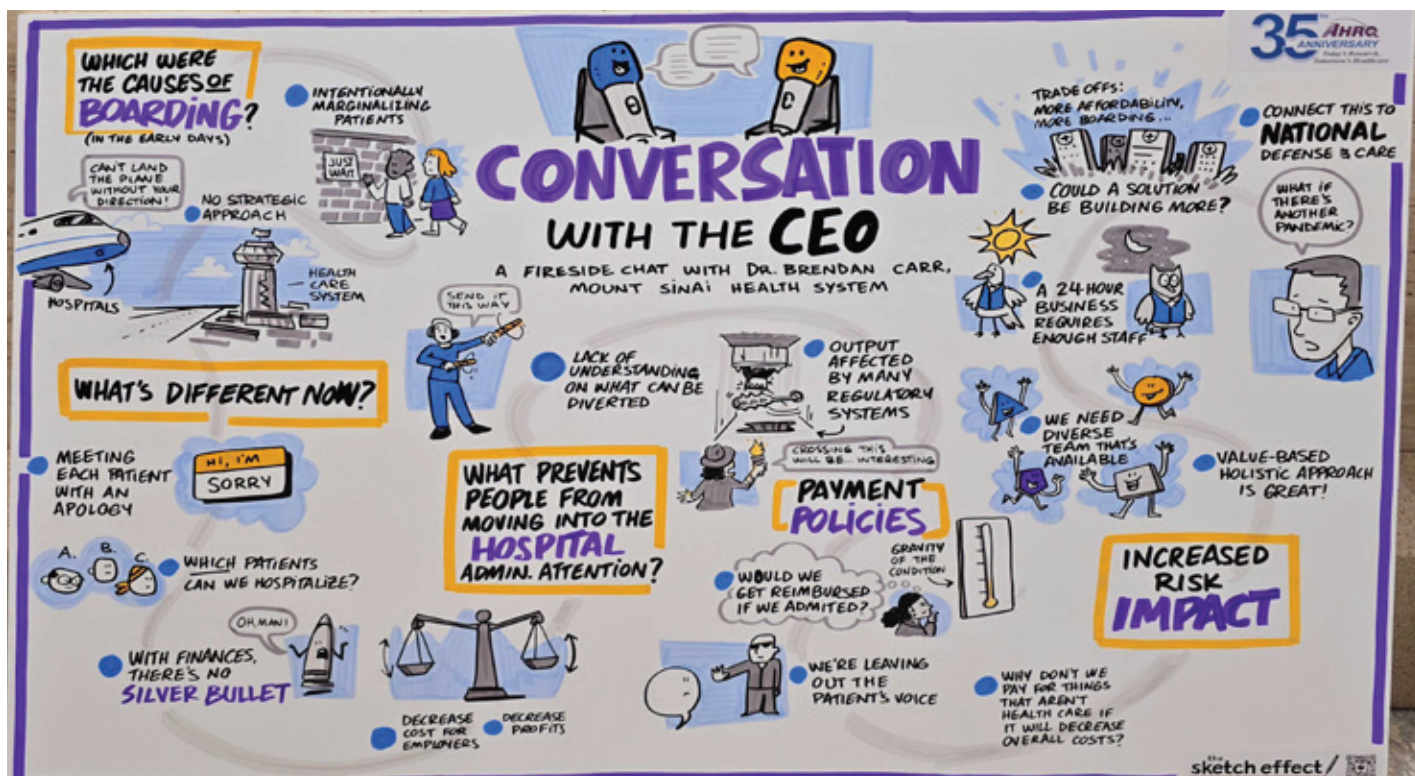 WHICH WERE
THE CAUSES OF
BOARDING?
(IN THE EARLY DAYS)
CAN'T LAND
THE PLANE
WITHOUT YOUR
DIRECTION!
HOSPITALS
NO STRATEGIC
APPROACH
HEALTH
CARE
SYSTEM
INTENTIONALLY
MARGINALIZING
PATIENTS
JUST
WAIT
CONVERSATION
WITH THE CEO
A FIRESIDE CHAT WITH DR. BRENDAN CARR,
MOUNT SINAI HEALTH SYSTEM
35th AHRQ
ANNIVERSARY
Today's Research,
Tomorrow's Healthcare
TRADE OFFS:
MORE AFFORDABILITY,
MORE BOARDING...
COULD A SOLUTION
BE BUILDING MORE?
CONNECT THIS TO
NATIONAL
DEFENSE & CARE
WHAT IF
THERE'S
ANOTHER
PANDEMIC?
A 24-HOUR
BUSINESS
REQUIRES
ENOUGH STAFF
WE NEED
DIVERSE
TEAM THAT'S
AVAILABLE
VALUE-BASED
HOLISTIC APPROACH
IS GREAT!
WHAT'S DIFFERENT NOW?
MEETING
EACH PATIENT
WITH AN
APOLOGY
HI, I'M
SORRY
A. B. C.
WHICH PATIENTS
CAN WE HOSPITALIZE?
WITH FINANCES,
THERE'S NO
SILVER BULLET
OH, MAN!
DECREASE
COST FOR
EMPLOYERS
DECREASE
PROFITS
SEND IT
THIS WAY
LACK OF
UNDERSTANDING
ON WHAT CAN BE
DIVERTED
WHAT PREVENTS
PEOPLE FROM
MOVING INTO THE
HOSPITAL
ADMIN. ATTENTION?
OUTPUT
AFFECTED
BY MANY
REGULATORY
SYSTEMS
CROSSING THIS
WILL BE... INTERESTING
PAYMENT
POLICIES
WOULD WE
GET REIMBURSED
IF WE ADMITED?
GRAVITY
OF THE
CONDITION
WE'RE LEAVING
OUT THE
PATIENT'S VOICE
INCREASED
RISK
IMPACT
WHY DON'T WE
PAY FOR THINGS
THAT AREN'T
HEALTH CARE IF
IT WILL DECREASE
OVERALL COSTS?
the
sketch effect/